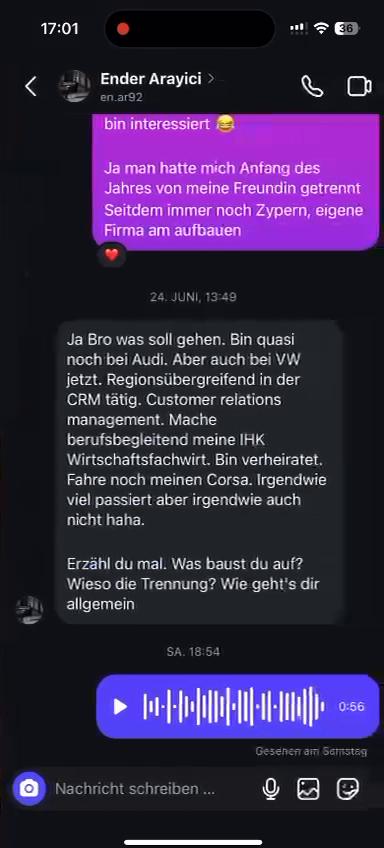 17:01
36
Ender Arayici
en.ar92
bin interessiert 😂
Ja man hatte mich Anfang des
Jahres von meine Freundin getrennt
Seitdem immer noch Zypern, eigene
Firma am aufbauen
24. JUNI, 13:49
Ja Bro was soll gehen. Bin quasi
noch bei Audi. Aber auch bei VW
jetzt. Regionsübergreifend in der
CRM tätig. Customer relations
management. Mache
berufsbegleitend meine IHK
Wirtschaftsfachwirt. Bin verheiratet.
Fahre noch meinen Corsa. Irgendwie
viel passiert aber irgendwie auch
nicht haha.
Erzähl du mal. Was baust du auf?
Wieso die Trennung? Wie geht's dir
allgemein
SA. 18:54
0:56
Gesehen am Samstag
Nachricht schreiben ...